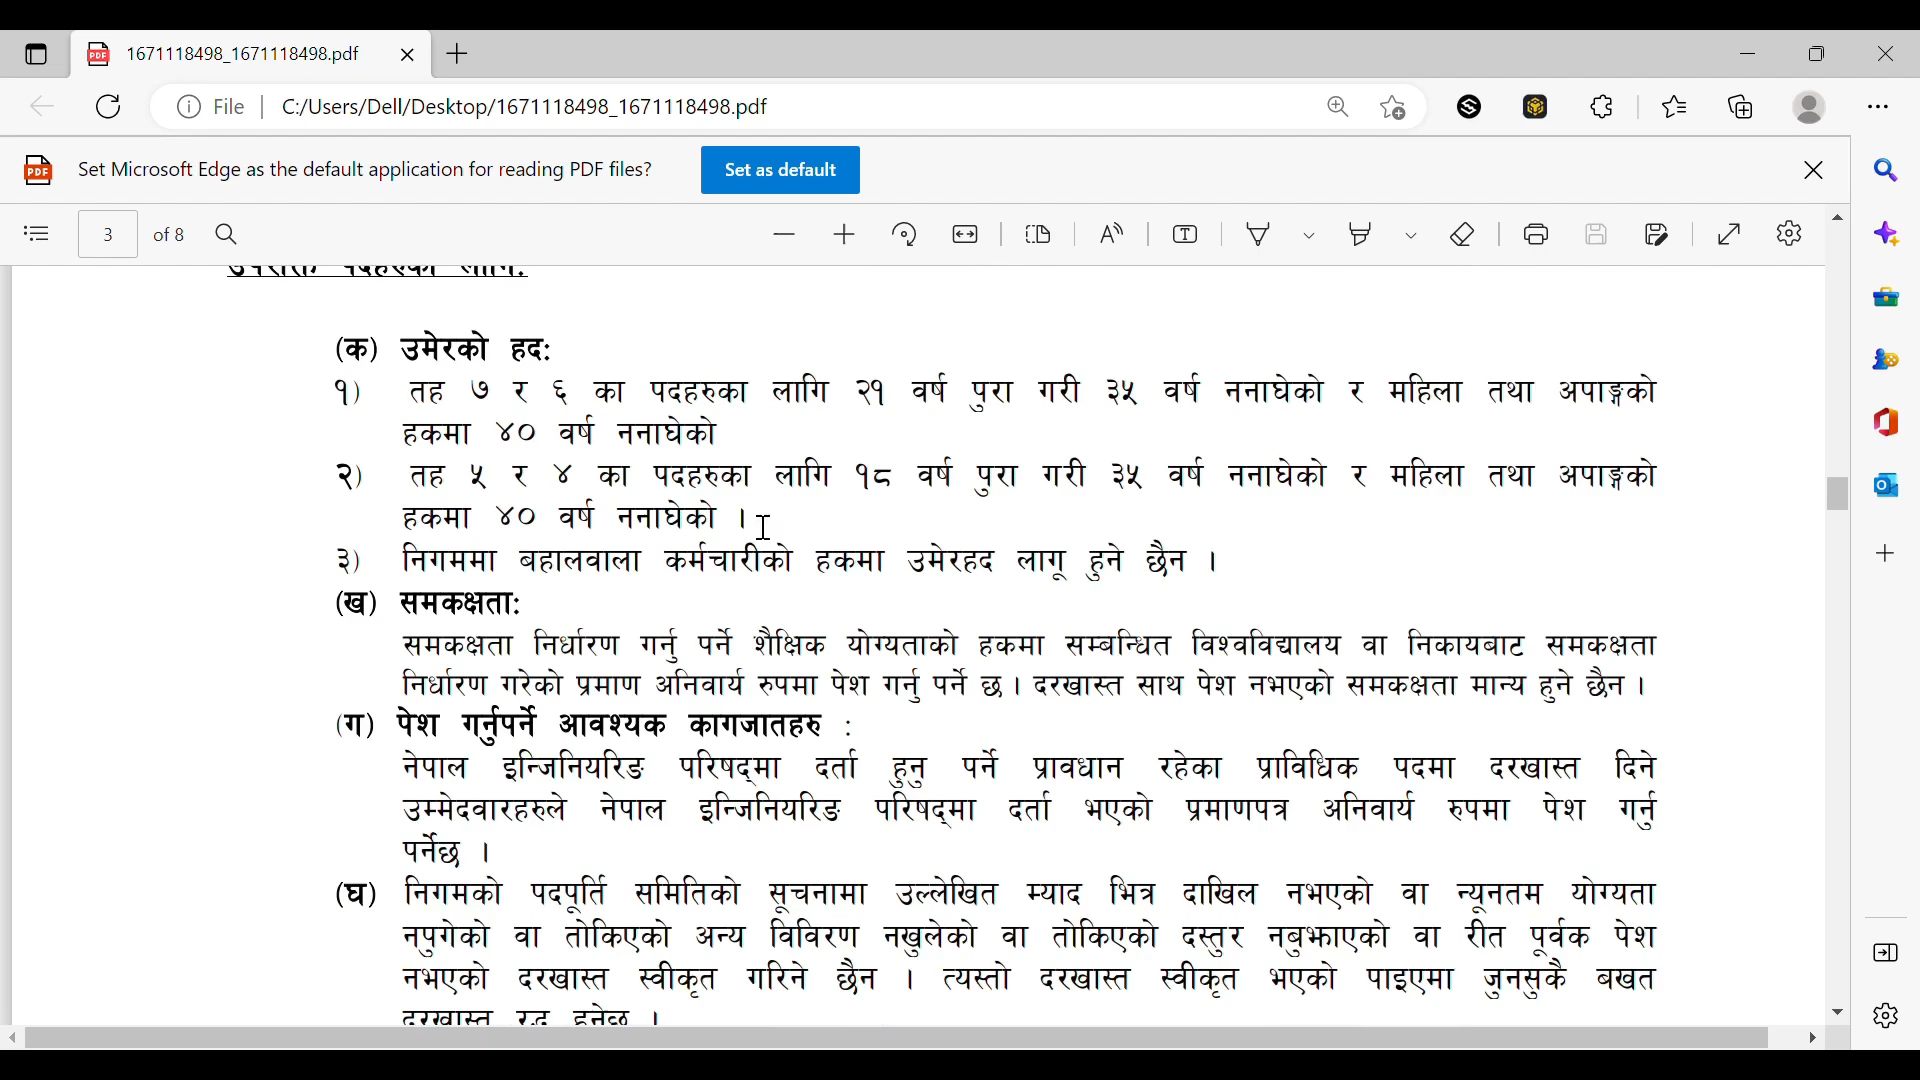 1671118498_1671118498.pdf
File
C:/Users/Dell/Desktop/1671118498_1671118498.pdf
Set Microsoft Edge as the default application for reading PDF files?
Set as default
3 of 8
उपरोक्त पदहरुका लागि:
(क) उमेरको हद:
१) तह ७ र ६ का पदहरुका लागि २१ वर्ष पुरा गरी ३५ वर्ष ननाघेको र महिला तथा अपाङ्गको
हकमा ४० वर्ष ननाघेको
२) तह ५ र ४ का पदहरुका लागि १८ वर्ष पुरा गरी ३५ वर्ष ननाघेको र महिला तथा अपाङ्गको
हकमा ४० वर्ष ननाघेको ।
३) निगममा बहालवाला कर्मचारीको हकमा उमेरहद लागू हुने छैन ।
(ख) समकक्षता:
समकक्षता निर्धारण गर्नु पर्ने शैक्षिक योग्यताको हकमा सम्बन्धित विश्वविद्यालय वा निकायबाट समकक्षता
निर्धारण गरेको प्रमाण अनिवार्य रुपमा पेश गर्नु पर्ने छ । दरखास्त साथ पेश नभएको समकक्षता मान्य हुने छैन ।
(ग) पेश गर्नुपर्ने आवश्यक कागजातहरु :
नेपाल इन्जिनियरिङ परिषद्‌मा दर्ता हुनु पर्ने प्रावधान रहेका प्राविधिक पदमा दरखास्त दिने
उम्मेदवारहरुले नेपाल इन्जिनियरिङ परिषद्‌मा दर्ता भएको प्रमाणपत्र अनिवार्य रुपमा पेश गर्नु
पर्नेछ ।
(घ) निगमको पदपूर्ति समितिको सूचनामा उल्लेखित म्याद भित्र दाखिल नभएको वा न्यूनतम योग्यता
नपुगेको वा तोकिएको अन्य विविरण नखुलेको वा तोकिएको दस्तुर नबुझाएको वा रीत पूर्वक पेश
नभएको दरखास्त स्वीकृत गरिने छैन । त्यस्तो दरखास्त स्वीकृत भएको पाइएमा जुनसुकै बखत
दरखास्त रद्ध हुनेछ ।